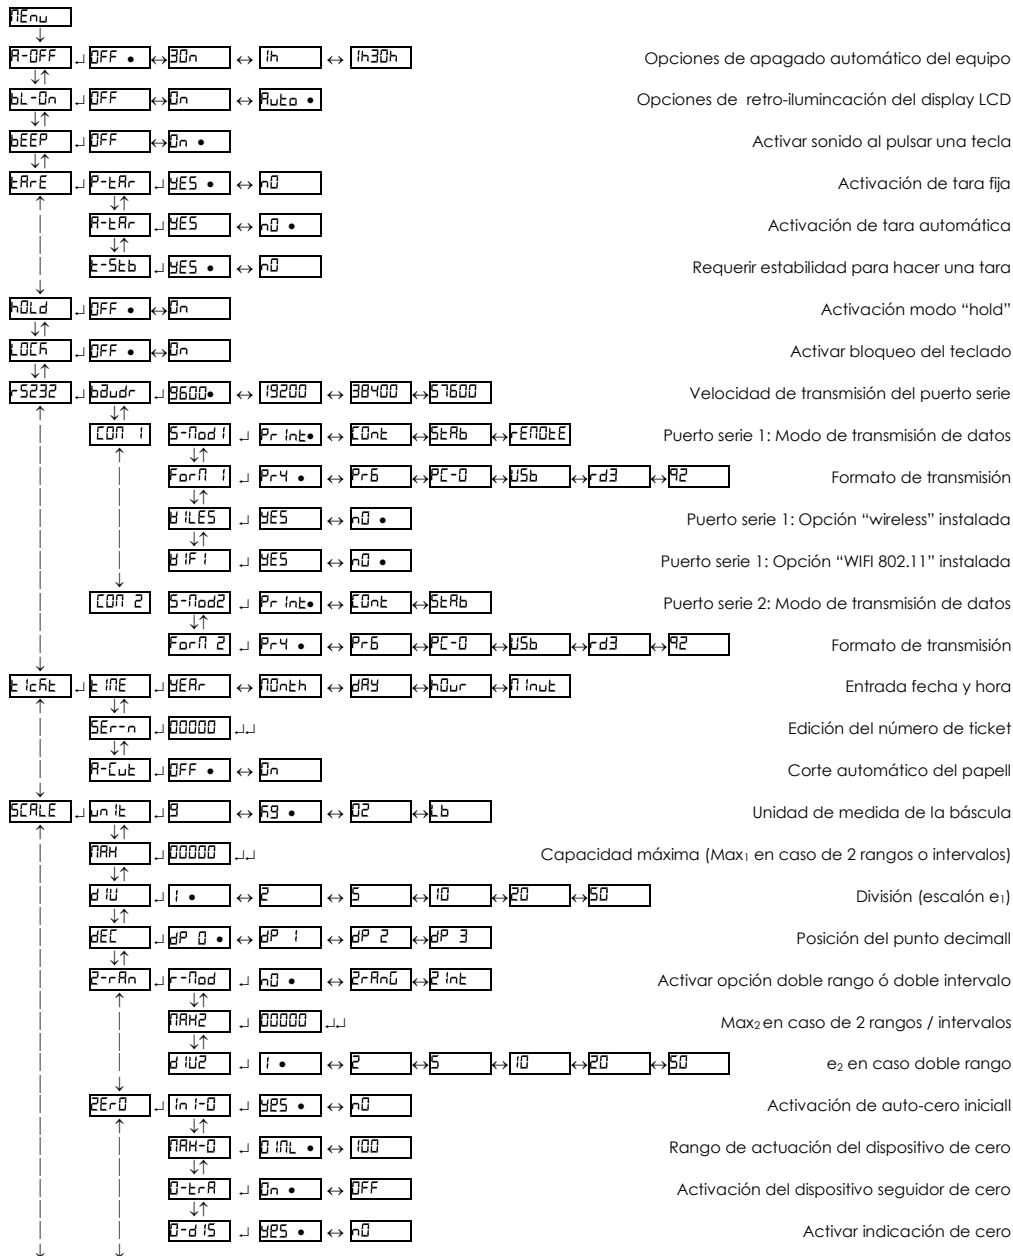 MEnu
A-OFF OFF • 30n 1h 1h30h Opciones de apagado automático del equipo
bL-On OFF On Auto • Opciones de retro-ilumincación del display LCD
bEEP OFF On • Activar sonido al pulsar una tecla
tArE P-tAr YES • nO Activación de tara fija
A-tAr YES nO • Activación de tara automática
t-Stb YES • nO Requerir estabilidad para hacer una tara
hOLd OFF • On Activación modo “hold”
LOCK OFF • On Activar bloqueo del teclado
rS232 bAudr 9600• 19200 38400 57600 Velocidad de transmisión del puerto serie
COM 1 S-Mod1 Print• COnt StAb rEMOtE Puerto serie 1: Modo de transmisión de datos
ForM 1 Pr4 • Pr6 PC-O USb rd3 92 Formato de transmisión
WILES YES nO • Puerto serie 1: Opción “wireless” instalada
WIFI YES nO • Puerto serie 1: Opción “WIFI 802.11” instalada
COM 2 S-Mod2 Print• COnt StAb Puerto serie 2: Modo de transmisión de datos
ForM 2 Pr4 • Pr6 PC-O USb rd3 92 Formato de transmisión
tIcKt tIME YEAr MOnth dAY hOur MInut Entrada fecha y hora
SEr-n 00000 Edición del número de ticket
A-Cut OFF • On Corte automático del papell
SCALE unIt g Kg • OZ Lb Unidad de medida de la báscula
MAX 00000 Capacidad máxima (Max1 en caso de 2 rangos o intervalos)
dIU 1 • 2 5 10 20 50 División (escalón e1)
dEC dP 0 • dP 1 dP 2 dP 3 Posición del punto decimall
2-rAn r-Mod nO • 2rAnG 2Int Activar opción doble rango ó doble intervalo
MAX2 00000 Max2 en caso de 2 rangos / intervalos
dIU2 1 • 2 5 10 20 50 e2 en caso doble rango
ZErO InI-0 YES • nO Activación de auto-cero iniciall
MAX-0 OIML • 100 Rango de actuación del dispositivo de cero
0-trA On • OFF Activación del dispositivo seguidor de cero
0-dIS YES • nO Activar indicación de cero